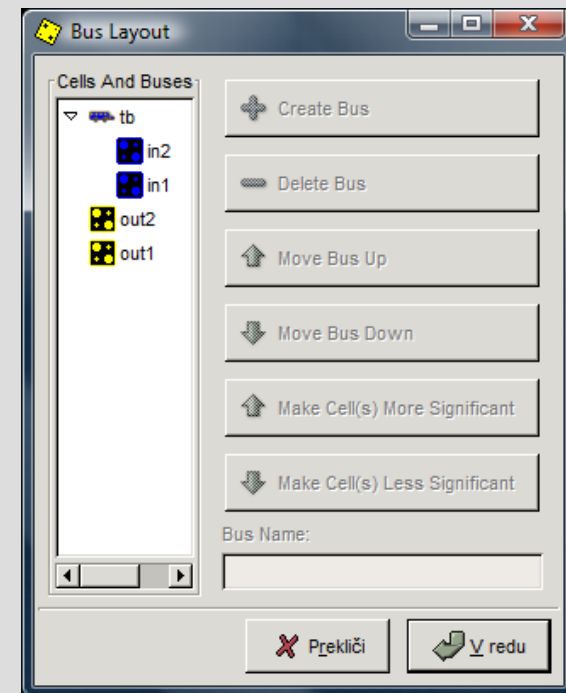 Bus Layout
Cells And Buses
tb
in2
in1
out2
out1
Create Bus
Delete Bus
Move Bus Up
Move Bus Down
Make Cell(s) More Significant
Make Cell(s) Less Significant
Bus Name:
Prekliči
V redu